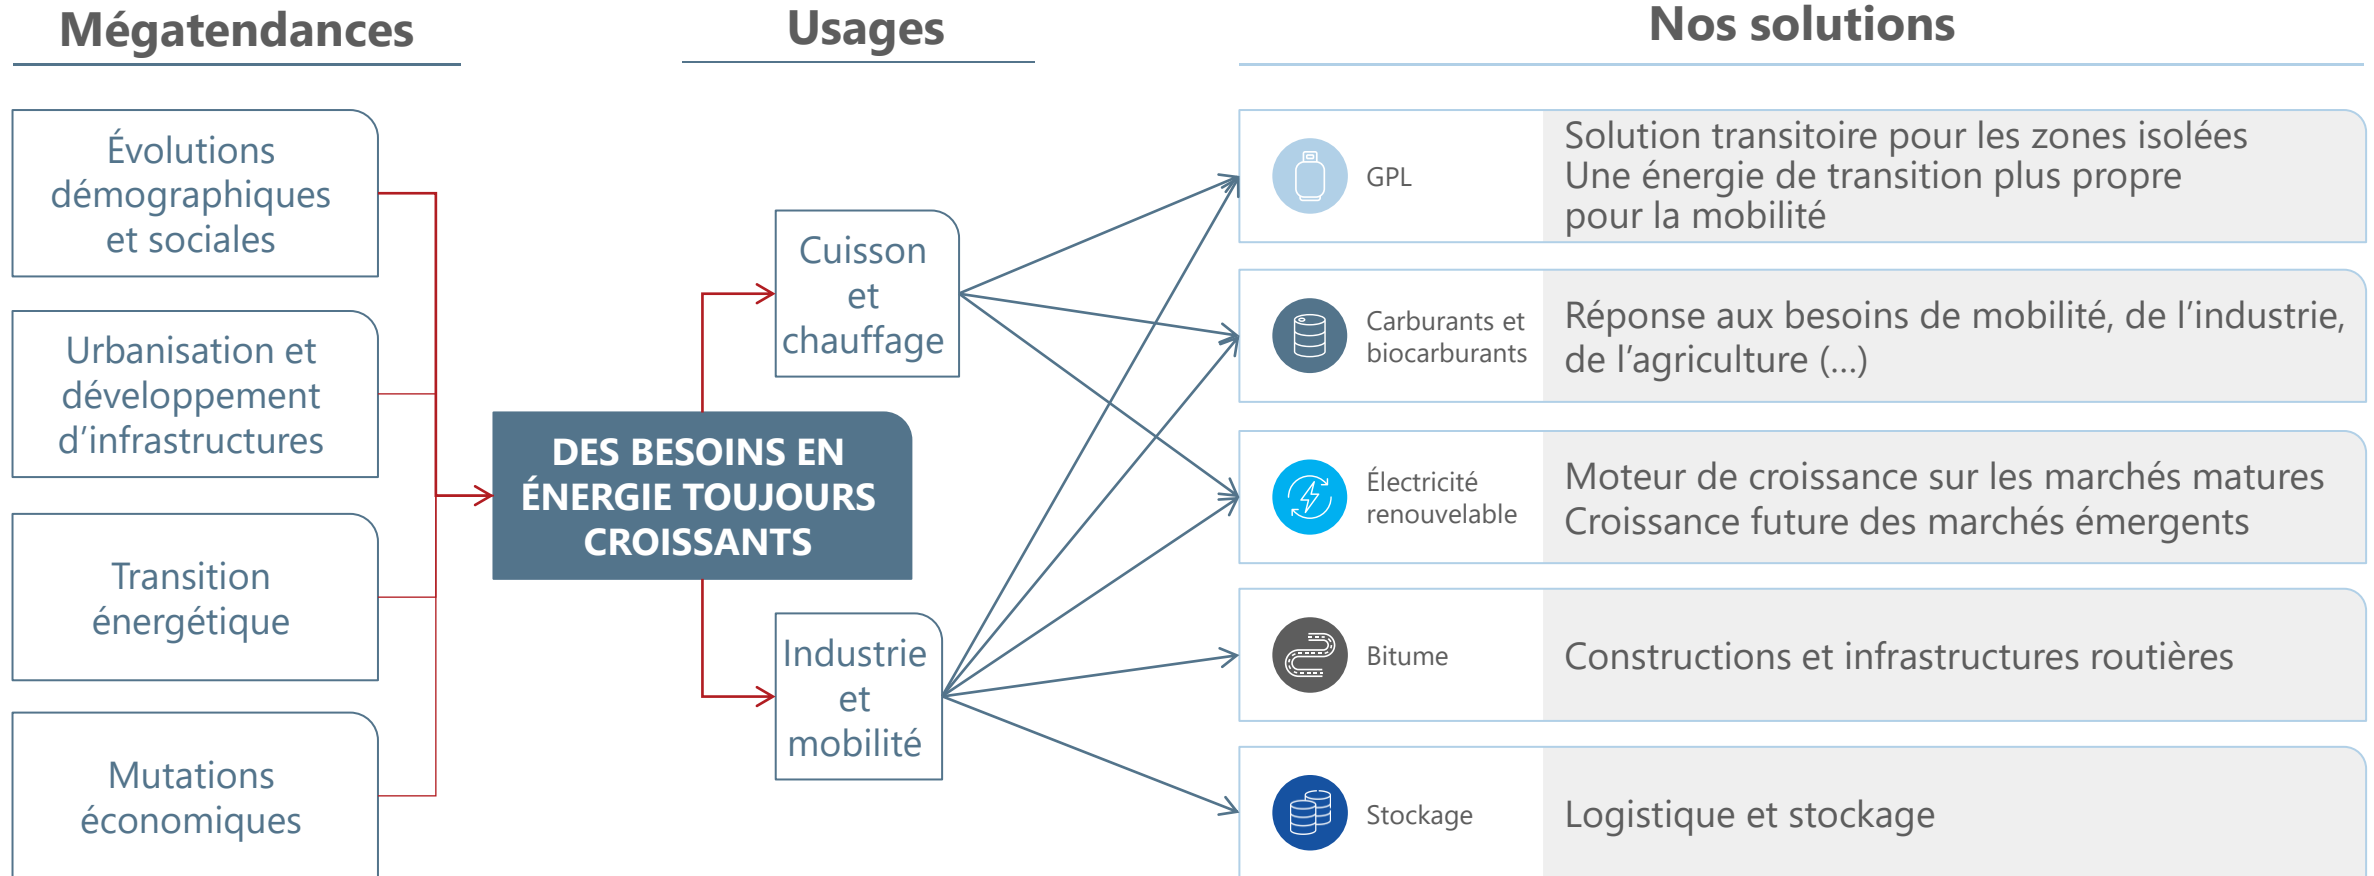 Mégatendances
Usages
Nos solutions
Évolutions
démographiques
et sociales
Urbanisation et
développement
d’infrastructures
Transition
énergétique
Mutations
économiques
DES BESOINS EN
ÉNERGIE TOUJOURS
CROISSANTS
Cuisson
et
chauffage
Industrie
et
mobilité
GPL
Solution transitoire pour les zones isolées
Une énergie de transition plus propre
pour la mobilité
Carburants et
biocarburants
Réponse aux besoins de mobilité, de l’industrie,
de l’agriculture (…)
Électricité
renouvelable
Moteur de croissance sur les marchés matures
Croissance future des marchés émergents
Bitume
Constructions et infrastructures routières
Stockage
Logistique et stockage